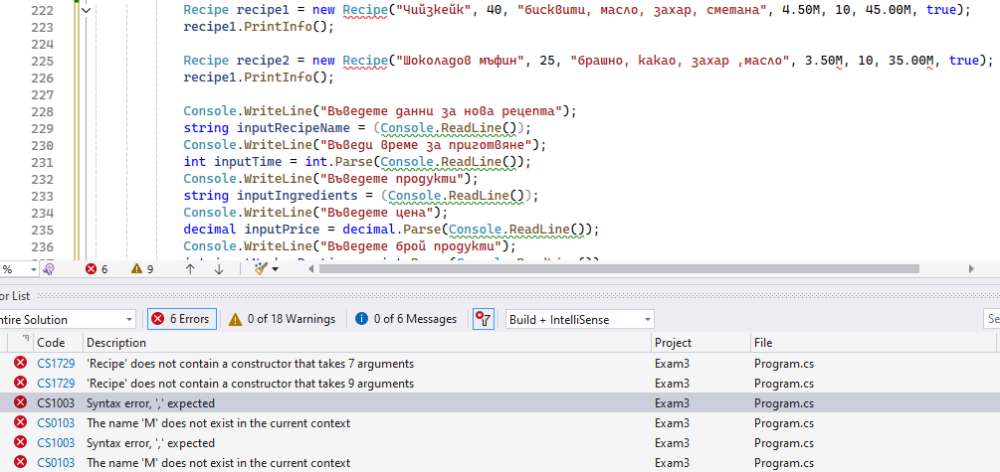 222 Recipe recipe1 = new Recipe("Чийзкейк", 40, "бисквити, масло, захар, сметана", 4.50M, 10, 45.00M, true);
223 recipe1.PrintInfo();
224
225 Recipe recipe2 = new Recipe("Шоколадов мъфин", 25, "брашно, какао, захар ,масло", 3.50М, 10, 35.00М, true);
226 recipe1.PrintInfo();
227
228 Console.WriteLine("Въведете данни за нова рецепта");
229 string inputRecipeName = (Console.ReadLine());
230 Console.WriteLine("Въведи време за приготвяне");
231 int inputTime = int.Parse(Console.ReadLine());
232 Console.WriteLine("Въведете продукти");
233 string inputIngredients = (Console.ReadLine());
234 Console.WriteLine("Въведете цена");
235 decimal inputPrice = decimal.Parse(Console.ReadLine());
236 Console.WriteLine("Въведете брой продукти");
% 6 9
or List
ntire Solution 6 Errors 0 of 18 Warnings 0 of 6 Messages Build + IntelliSense Se
Code Description Project File
CS1729 'Recipe' does not contain a constructor that takes 7 arguments Exam3 Program.cs
CS1729 'Recipe' does not contain a constructor that takes 9 arguments Exam3 Program.cs
CS1003 Syntax error, ',' expected Exam3 Program.cs
CS0103 The name 'М' does not exist in the current context Exam3 Program.cs
CS1003 Syntax error, ',' expected Exam3 Program.cs
CS0103 The name 'М' does not exist in the current context Exam3 Program.cs